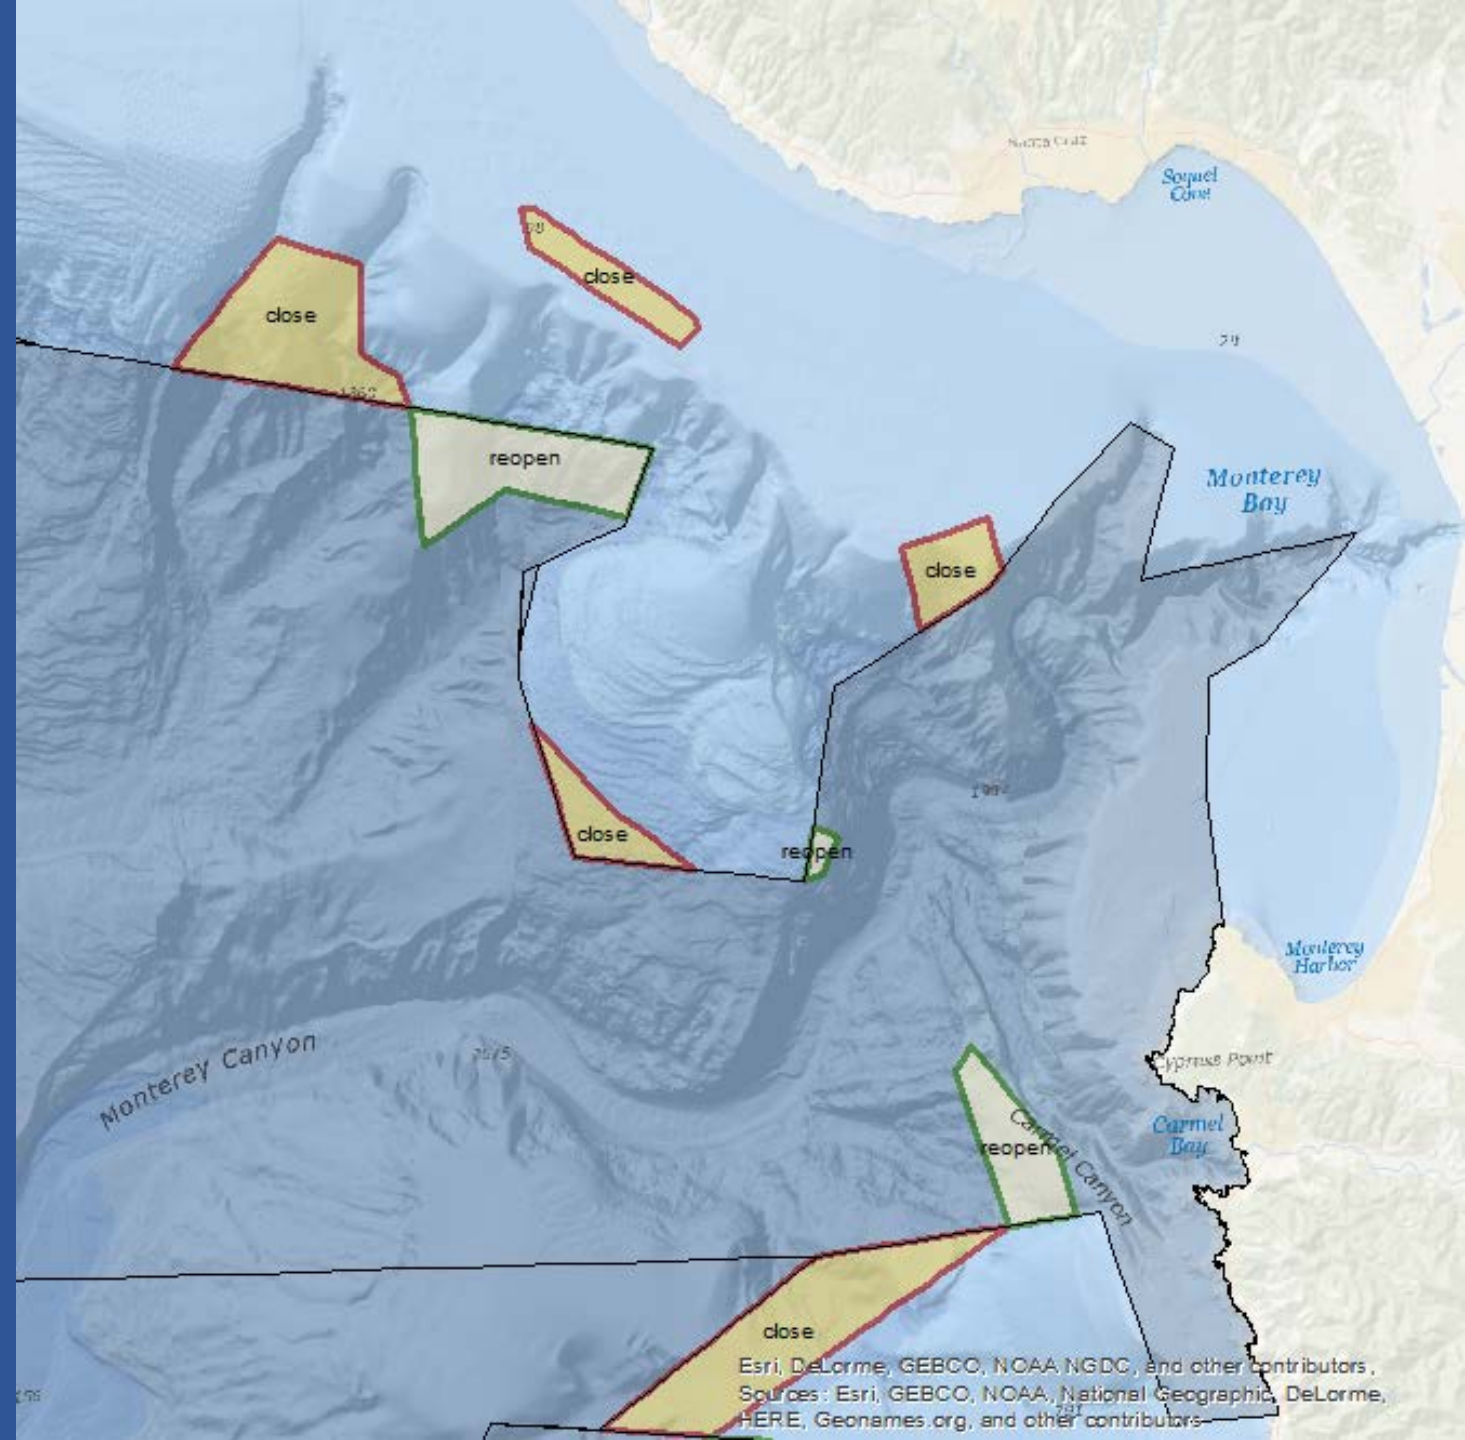 Santa Cruz
Soquel
Cove
close
close
29
reopen
Monterey
Bay
close
close
reopen
Monterey
Harbor
Monterey Canyon
Cypress Point
Carmel
Bay
Carmel Canyon
reopen
close
Esri, DeLorme, GEBCO, NOAA NGDC, and other contributors,
Sources: Esri, GEBCO, NOAA, National Geographic, DeLorme,
HERE, Geonames.org, and other contributors